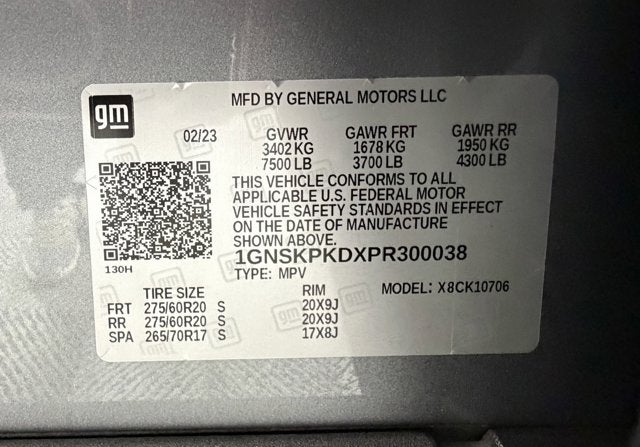 gm
MFD BY GENERAL MOTORS LLC
02/23 GVWR GAWR FRT GAWR RR
3402 KG 1678 KG 1950 KG
7500 LB 3700 LB 4300 LB
THIS VEHICLE CONFORMS TO ALL
APPLICABLE U.S. FEDERAL MOTOR
VEHICLE SAFETY STANDARDS IN EFFECT
ON THE DATE OF MANUFACTURE
SHOWN ABOVE.
1GNSKPKDXPR300038
130H
TYPE: MPV
TIRE SIZE RIM MODEL: X8CK10706
FRT 275/60R20 S 20X9J
RR 275/60R20 S 20X9J
SPA 265/70R17 S 17X8J